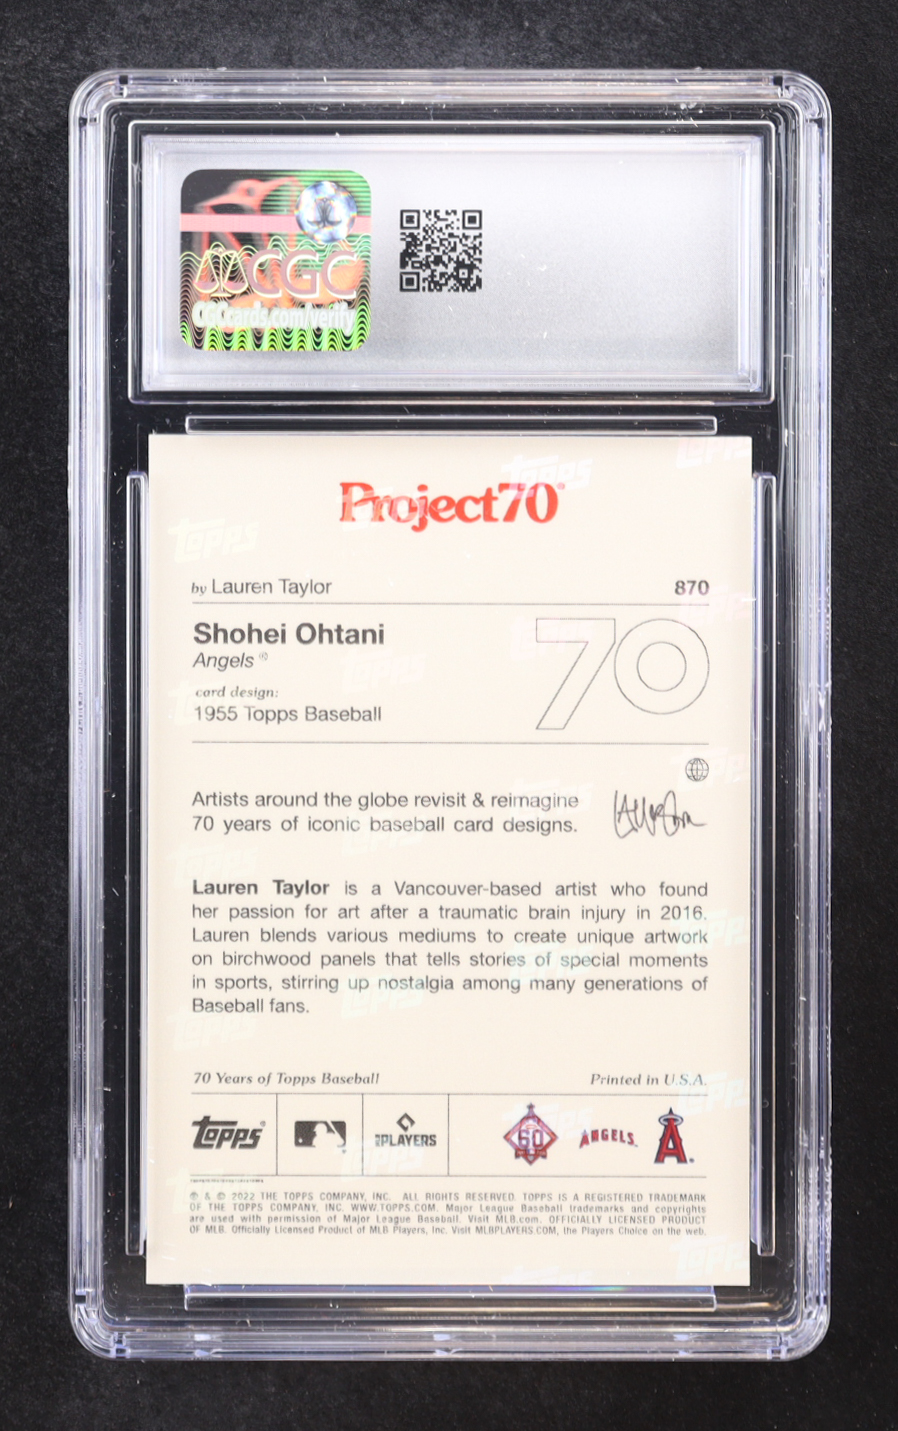 CGC
CGCcards.com/verify
Project70
by Lauren Taylor
870
Shohei Ohtani
Angels®
card design:
1955 Topps Baseball
70
Artists around the globe revisit & reimagine
70 years of iconic baseball card designs.
Lauren Taylor is a Vancouver-based artist who found
her passion for art after a traumatic brain injury in 2016.
Lauren blends various mediums to create unique artwork
on birchwood panels that tells stories of special moments
in sports, stirring up nostalgia among many generations of
Baseball fans.
70 Years of Topps Baseball
Printed in U.S.A.
Topps
PLAYERS
60
ANGELS
A
® & © 2022 THE TOPPS COMPANY, INC. ALL RIGHTS RESERVED. TOPPS IS A REGISTERED TRADEMARK
OF THE TOPPS COMPANY, INC. WWW.TOPPS.COM. Major League Baseball trademarks and copyrights
are used with permission of Major League Baseball. Visit MLB.com. OFFICIALLY LICENSED PRODUCT
OF MLB. Officially Licensed Product of MLB Players, Inc. Visit MLBPLAYERS.COM, the Players Choice on the web.